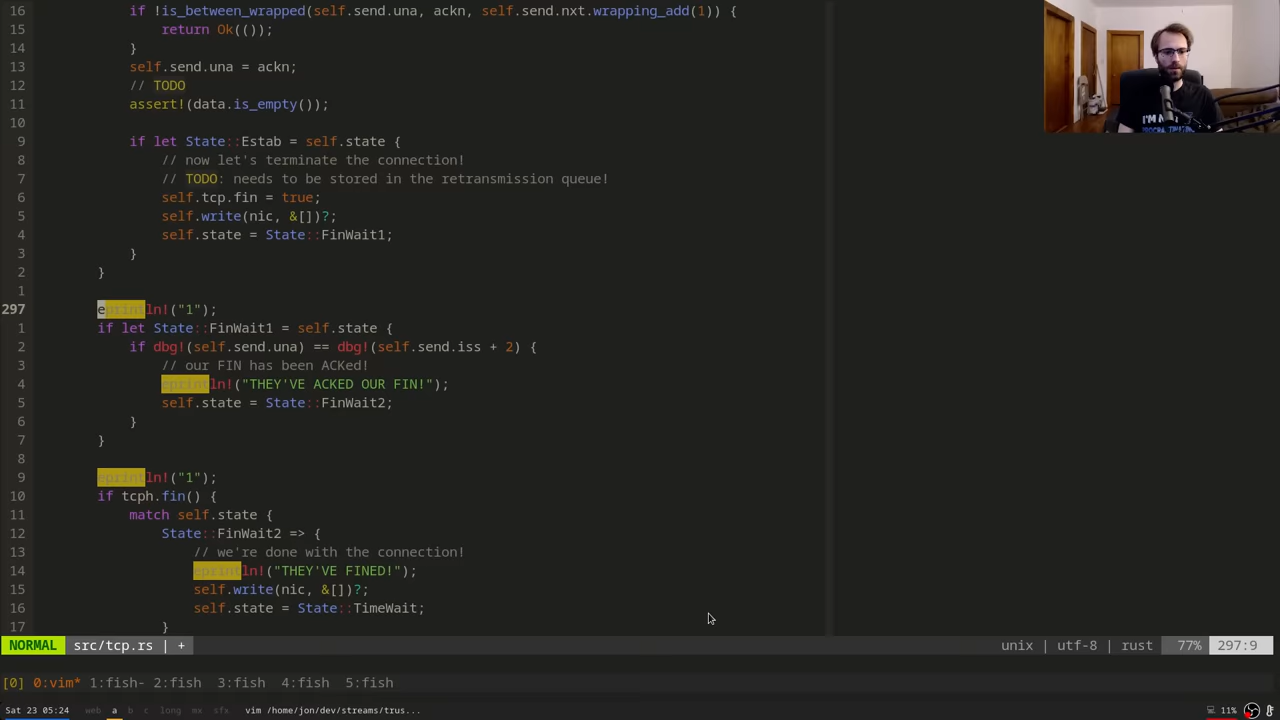 16 if !is_between_wrapped(self.send.una, ackn, self.send.nxt.wrapping_add(1)) {
15 return Ok(());
14 }
13 self.send.una = ackn;
12 // TODO
11 assert!(data.is_empty());
10
9 if let State::Estab = self.state {
8 // now let's terminate the connection!
7 // TODO: needs to be stored in the retransmission queue!
6 self.tcp.fin = true;
5 self.write(nic, &[])?;
4 self.state = State::FinWait1;
3 }
2 }
1
297 eprintln!("1");
1 if let State::FinWait1 = self.state {
2 if dbg!(self.send.una) == dbg!(self.send.iss + 2) {
3 // our FIN has been ACKed!
4 eprintln!("THEY'VE ACKED OUR FIN!");
5 self.state = State::FinWait2;
6 }
7 }
8
9 eprintln!("1");
10 if tcph.fin() {
11 match self.state {
12 State::FinWait2 => {
13 // we're done with the connection!
14 eprintln!("THEY'VE FINED!");
15 self.write(nic, &[])?;
16 self.state = State::TimeWait;
17 }
NORMAL src/tcp.rs | + unix | utf-8 | rust 77% 297:9
[0] 0:vim* 1:fish- 2:fish 3:fish 4:fish 5:fish
Sat 23 05:24 web a b c long mx sfx vim /home/jon/dev/streams/trus... 11%
I'M NOT